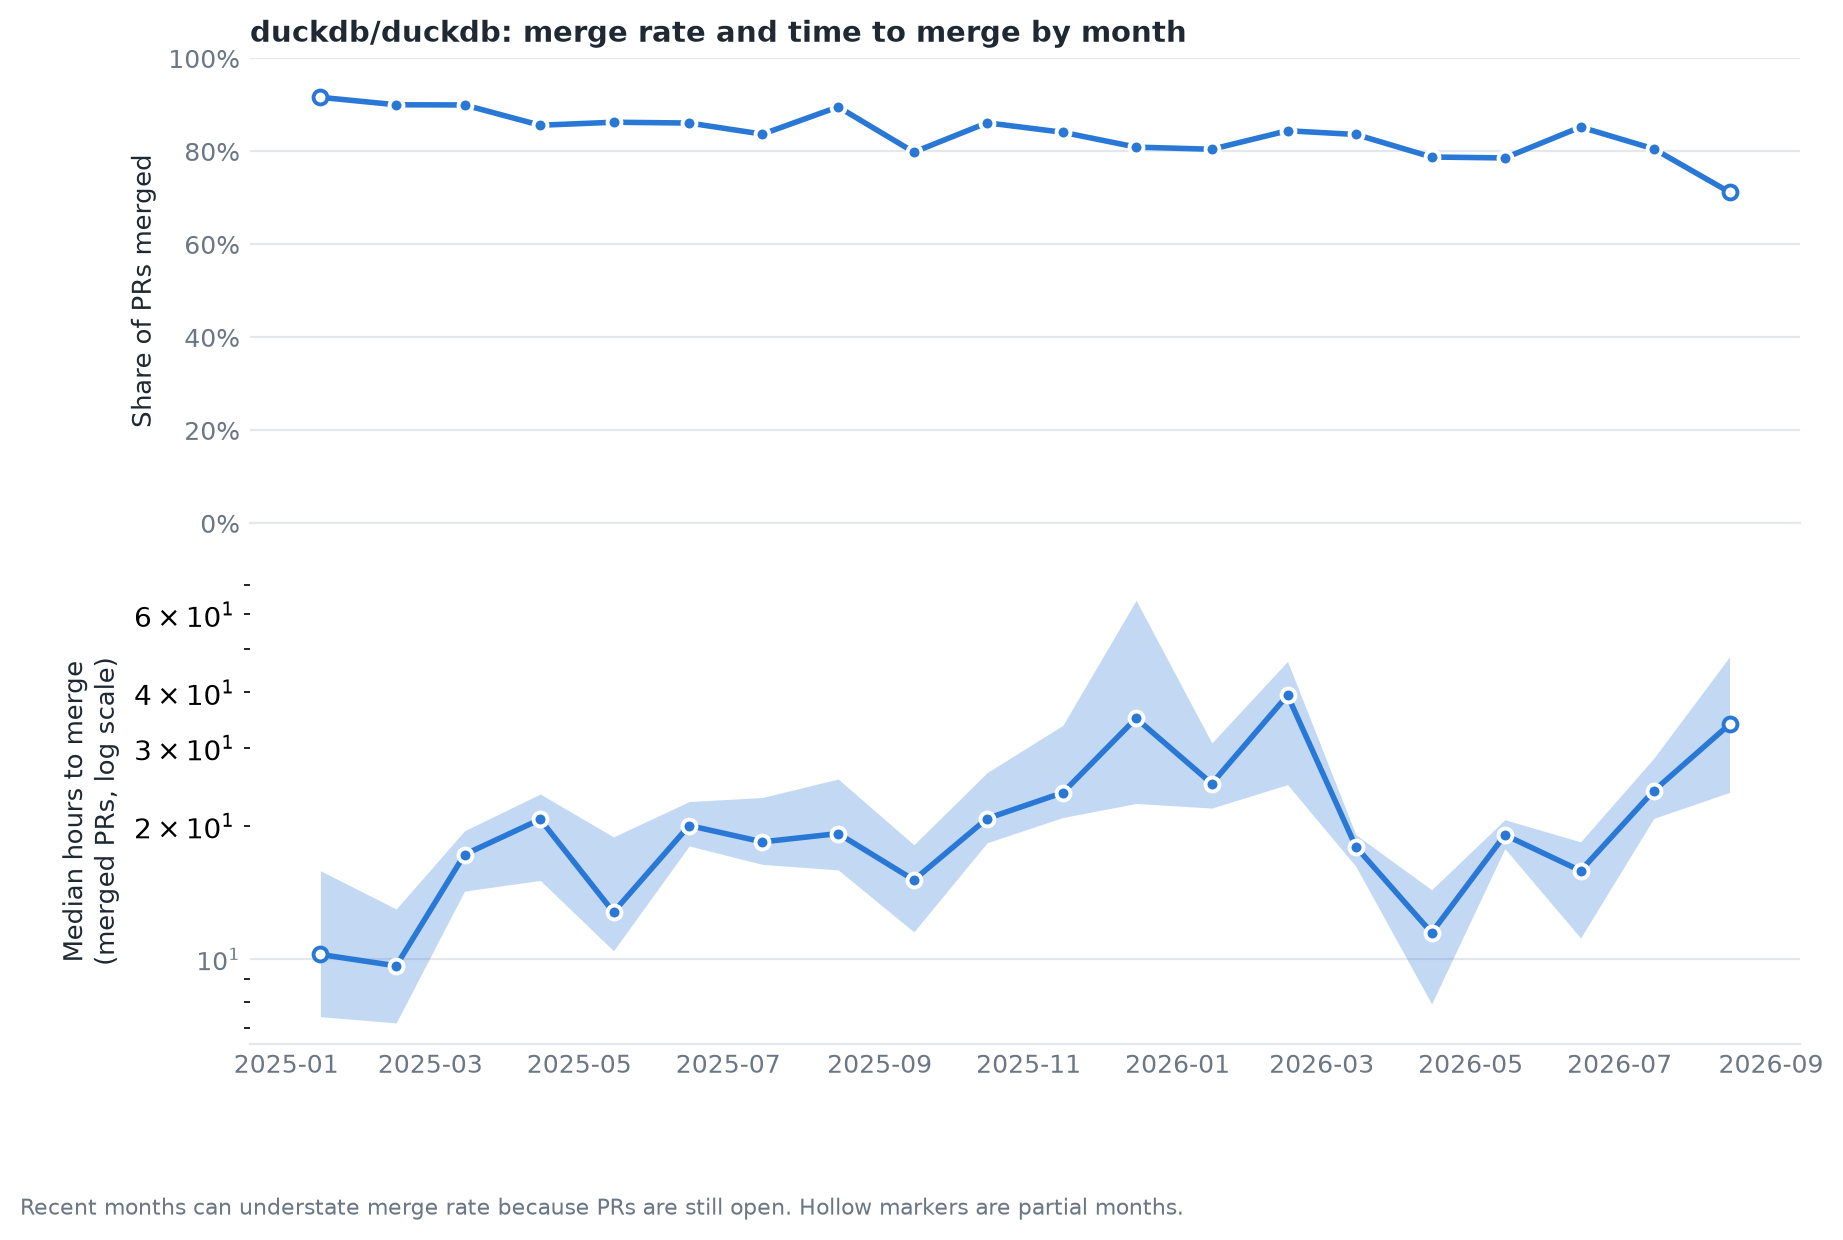 duckdb/duckdb: merge rate and time to merge by month
100%
80%
60%
40%
20%
0%
Share of PRs merged
6 × 10¹
4 × 10¹
3 × 10¹
2 × 10¹
10¹
Median hours to merge
(merged PRs, log scale)
2025-01 2025-03 2025-05 2025-07 2025-09 2025-11 2026-01 2026-03 2026-05 2026-07 2026-09
Recent months can understate merge rate because PRs are still open. Hollow markers are partial months.